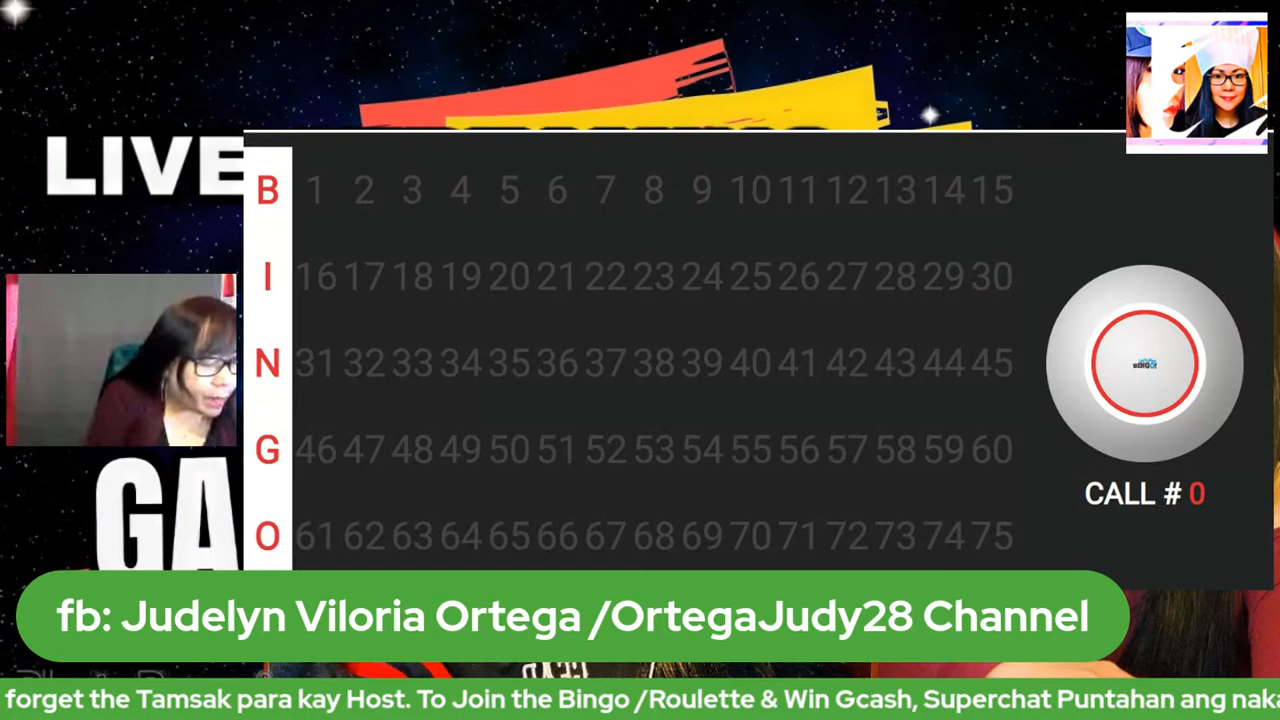 LIVE
B 1 2 3 4 5 6 7 8 9 10 11 12 13 14 15
I 16 17 18 19 20 21 22 23 24 25 26 27 28 29 30
N 31 32 33 34 35 36 37 38 39 40 41 42 43 44 45
G 46 47 48 49 50 51 52 53 54 55 56 57 58 59 60
O 61 62 63 64 65 66 67 68 69 70 71 72 73 74 75
CALL # 0
GA
fb: Judelyn Viloria Ortega /OrtegaJudy28 Channel
forget the Tamsak para kay Host. To Join the Bingo /Roulette & Win Gcash, Superchat Puntahan ang nak